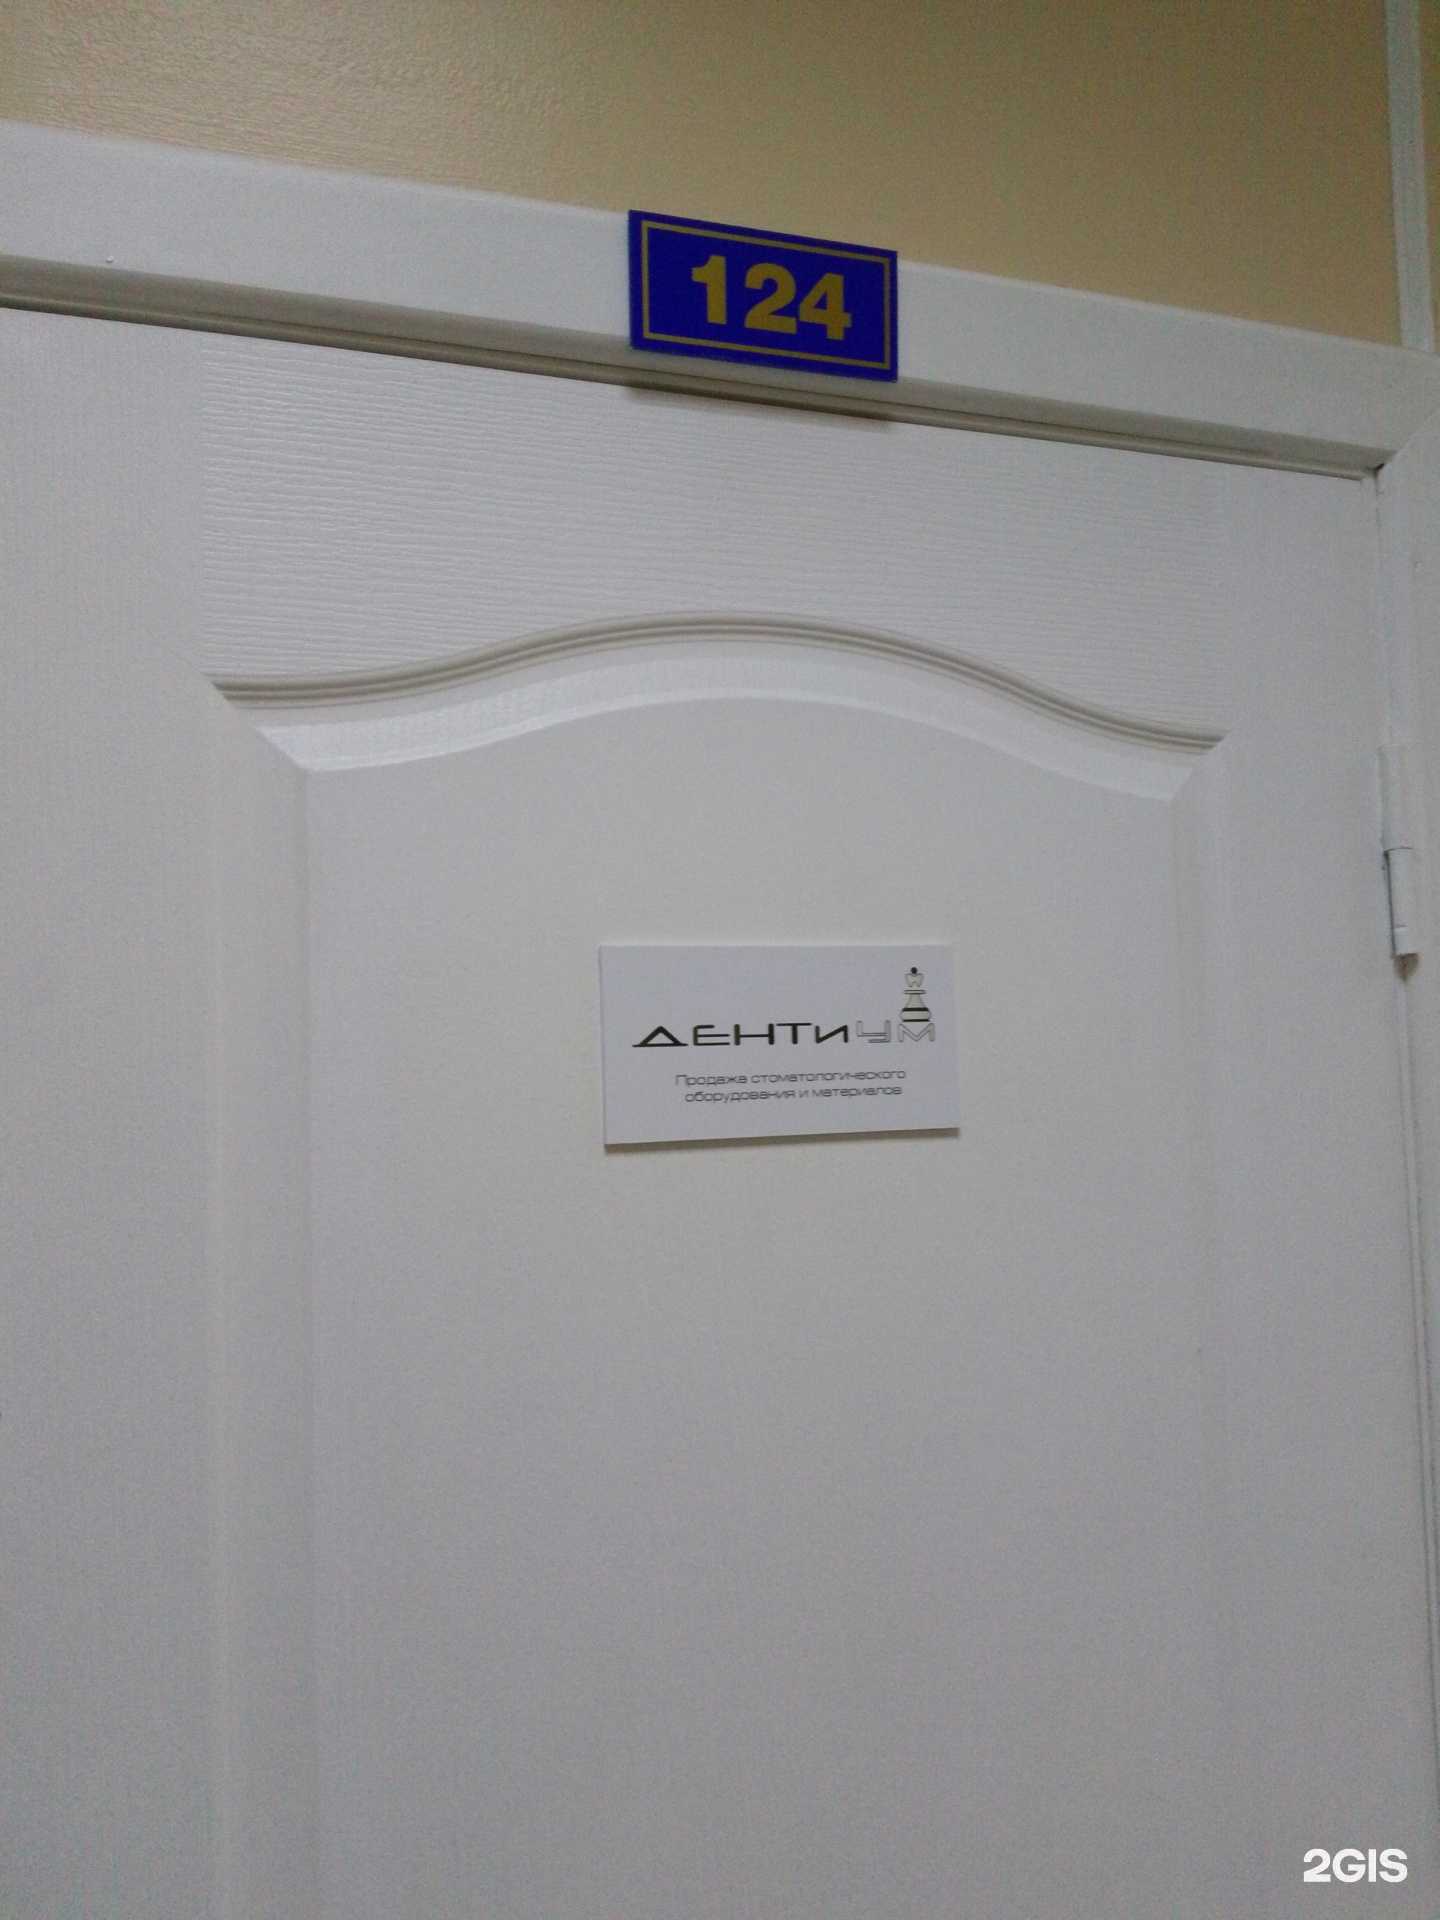 124
ДЕНТиУМ
Продажа стоматологического
оборудования и материалов
2GIS